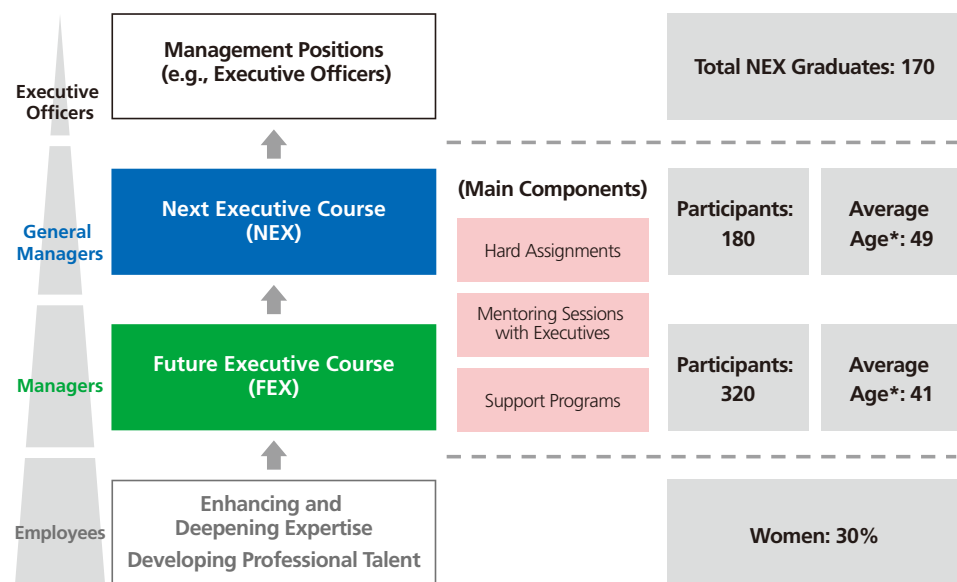 Executive
Officers
Management Positions
(e.g., Executive Officers)
Total NEX Graduates: 170
General
Managers
Next Executive Course
(NEX)
(Main Components)
Hard Assignments
Mentoring Sessions
with Executives
Support Programs
Participants:
180
Average
Age*: 49
Managers
Future Executive Course
(FEX)
Participants:
320
Average
Age*: 41
Employees
Enhancing and
Deepening Expertise
Developing Professional Talent
Women: 30%